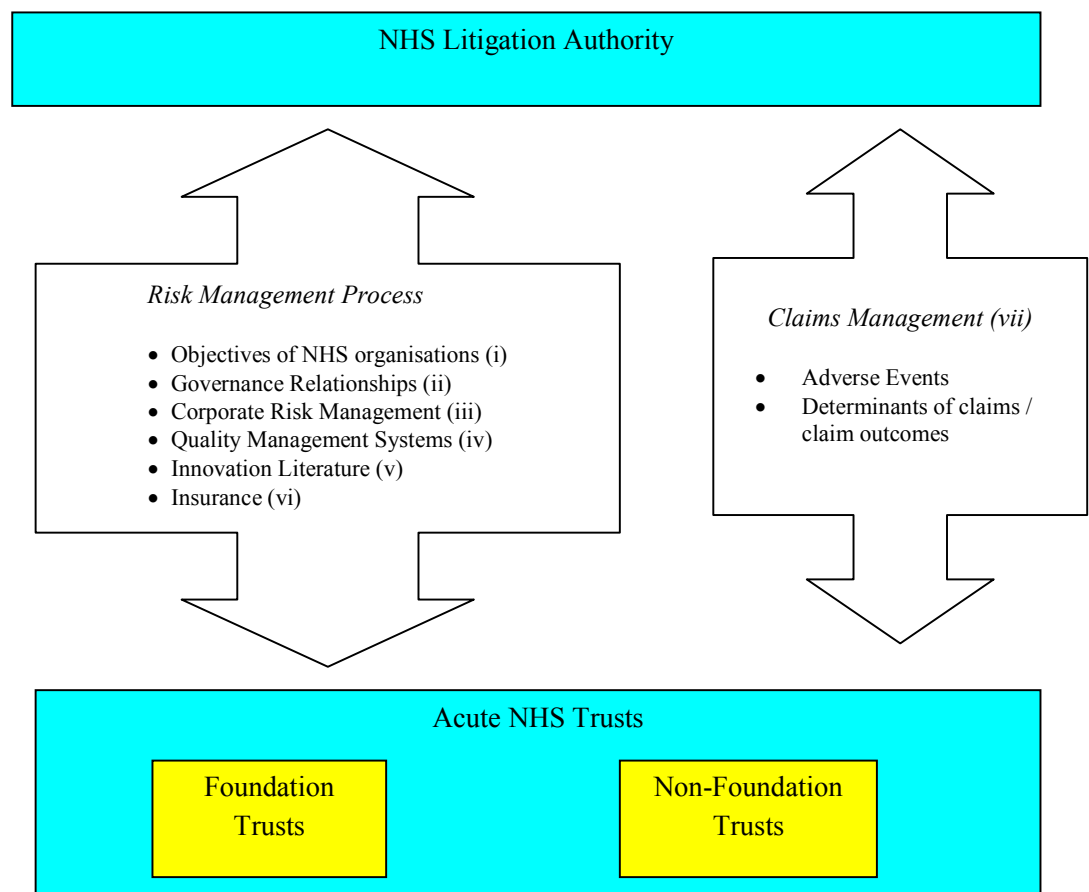 NHS Litigation Authority
Risk Management Process
• Objectives of NHS organisations (i)
• Governance Relationships (ii)
• Corporate Risk Management (iii)
• Quality Management Systems (iv)
• Innovation Literature (v)
• Insurance (vi)
Claims Management (vii)
• Adverse Events
• Determinants of claims /
claim outcomes
Acute NHS Trusts
Foundation
Trusts
Non-Foundation
Trusts